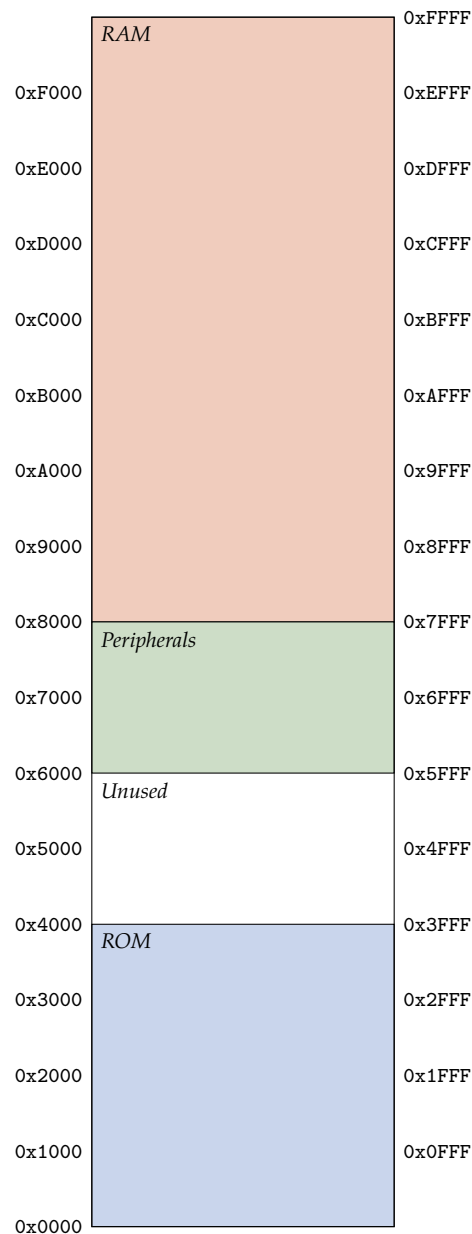 0xFFFF
RAM
0xF000 0xEFFF
0xE000 0xDFFF
0xD000 0xCFFF
0xC000 0xBFFF
0xB000 0xAFFF
0xA000 0x9FFF
0x9000 0x8FFF
0x8000 0x7FFF
Peripherals
0x7000 0x6FFF
0x6000 0x5FFF
Unused
0x5000 0x4FFF
0x4000 0x3FFF
ROM
0x3000 0x2FFF
0x2000 0x1FFF
0x1000 0x0FFF
0x0000